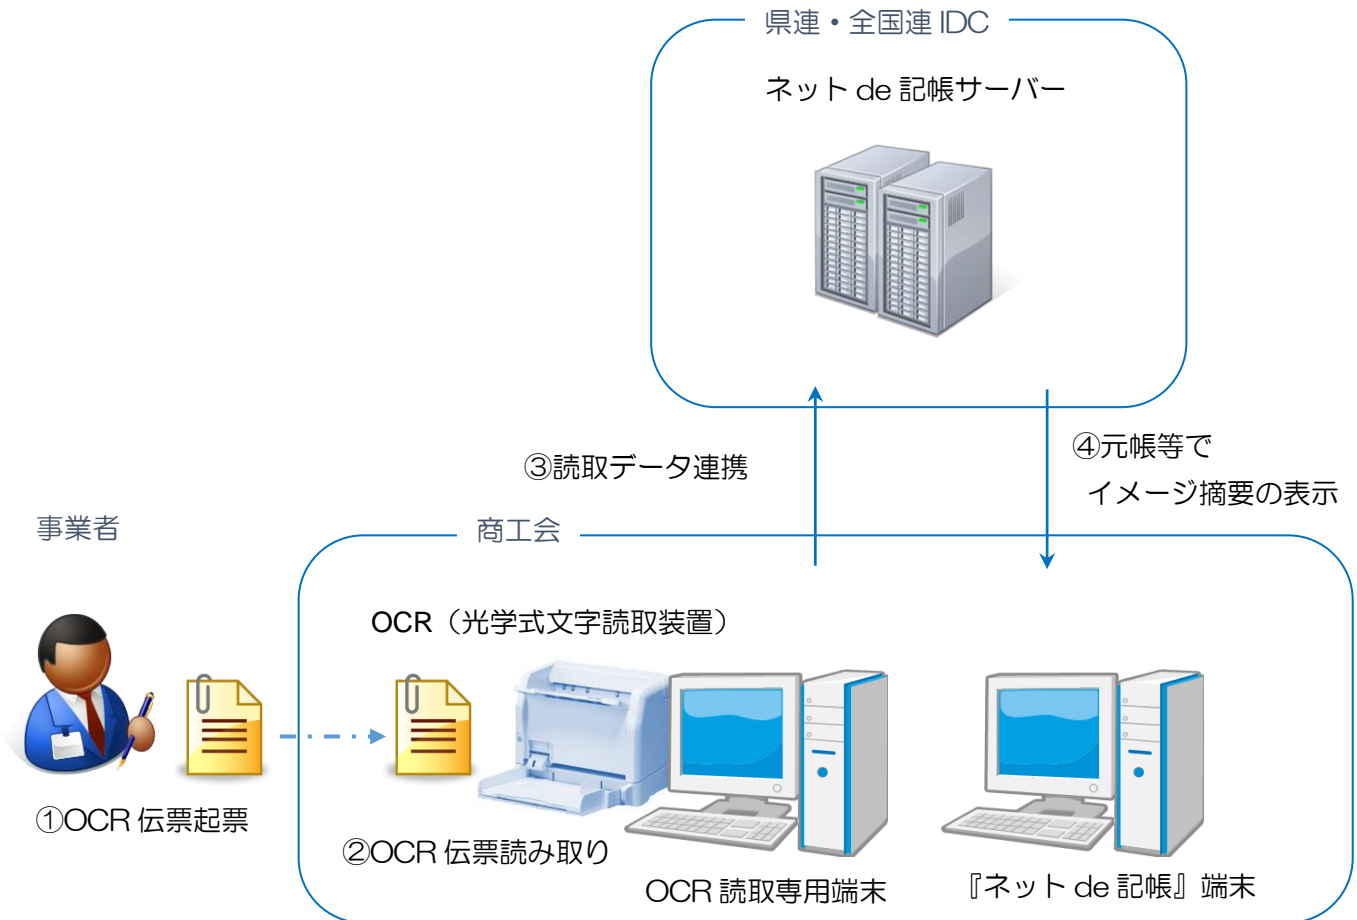 県連・全国連 IDC
ネット de 記帳サーバー
③読取データ連携
④元帳等で
イメージ摘要の表示
事業者
商工会
OCR（光学式文字読取装置）
①OCR 伝票起票
②OCR 伝票読み取り
OCR 読取専用端末
『ネット de 記帳』端末